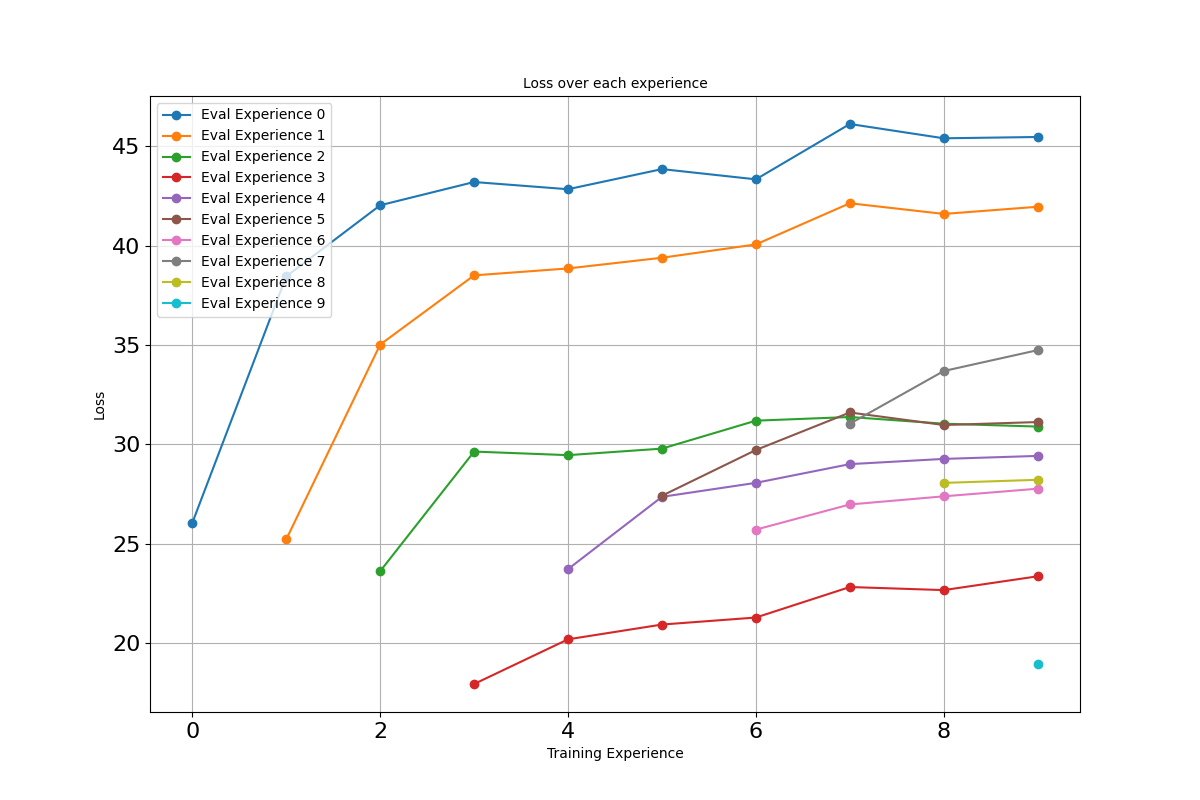 Loss over each experience
Eval Experience 0
Eval Experience 1
Eval Experience 2
Eval Experience 3
Eval Experience 4
Eval Experience 5
Eval Experience 6
Eval Experience 7
Eval Experience 8
Eval Experience 9
45
40
35
30
25
20
Loss
0 2 4 6 8
Training Experience